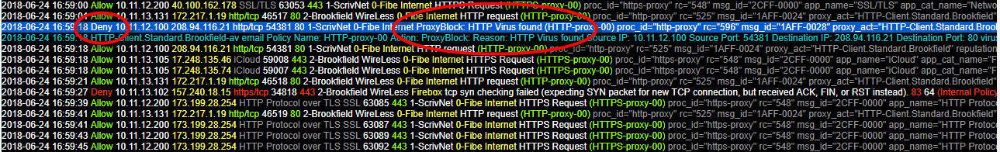 2018-06-24 16:59:00 Allow 10.11.12.200 40.100.162.178 SSL/TLS 63053 443 1-ScrivNet 0-Fibe Internet HTTPS Request (HTTPS-proxy-00) proc_id="https-proxy" rc="548" msg_id="2CFF-0000" app_name="SSL/TLS" app_cat_name="Networ
2018-06-24 16:59:11 Allow 10.11.13.131 172.217.1.19 http/tcp 46517 80 2-Brookfield WireLess 0-Fibe Internet HTTP request (HTTP-proxy-00) proc_id="http-proxy" rc="525" msg_id="1AFF-0024" proxy_act="HTTP-Client.Standard.Brookfield"
2018-06-24 16:59:18 Deny 10.11.12.100 208.94.116.21 http/tcp 54381 80 1-ScrivNet 0-Fibe Internet ProxyBlock: HTTP Virus found (HTTP-proxy-00) proc_id="http-proxy" rc="596" msg_id="1AFF-0028" proxy_act="HTTP-Client.Standard.Bro
2018-06-24 16:59: HTTP-Client.Standard.Brookfield-av email Policy Name: HTTP-proxy-00 Action: ProxyBlock: Reason: HTTP Virus found Source IP: 10.11.12.100 Source Port: 54381 Destination IP: 208.94.116.21 Destination Port: 80 virus
2018-06-24 16:59:18 Allow 10.11.12.100 208.94.116.21 http/tcp 54381 80 1-ScrivNet 0-Fibe Internet HTTP request (HTTP-proxy-00) proc_id="http-proxy" rc="525" msg_id="1AFF-0024" proxy_act="HTTP-Client.Standard.Brookfield" reputation
2018-06-24 16:59:18 Allow 10.11.13.105 17.248.135.46 iCloud 59008 443 2-Brookfield WireLess 0-Fibe Internet HTTPS Request (HTTPS-proxy-00) proc_id="https-proxy" rc="548" msg_id="2CFF-0000" app_name="iCloud" app_cat_name="F
2018-06-24 16:59:18 Allow 10.11.13.105 17.248.135.74 iCloud 59007 443 2-Brookfield WireLess 0-Fibe Internet HTTPS Request (HTTPS-proxy-00) proc_id="https-proxy" rc="548" msg_id="2CFF-0000" app_name="iCloud" app_cat_name="F
2018-06-24 16:59:21 Allow 10.11.13.131 172.217.1.19 http/tcp 46518 80 2-Brookfield WireLess 0-Fibe Internet HTTP request (HTTP-proxy-00) proc_id="http-proxy" rc="525" msg_id="1AFF-0024" proxy_act="HTTP-Client.Standard.Brookfield"
2018-06-24 16:59:27 Deny 10.11.13.102 157.240.18.15 https/tcp 34818 443 2-Brookfield WireLess Firebox tcp syn checking failed (expecting SYN packet for new TCP connection, but received ACK, FIN, or RST instead). 83 64 (Internal Policy
2018-06-24 16:59:39 Allow 10.11.12.200 173.199.28.254 HTTP Protocol over TLS SSL 63085 443 1-ScrivNet 0-Fibe Internet HTTPS Request (HTTPS-proxy-00) proc_id="https-proxy" rc="548" msg_id="2CFF-0000" app_name="HTTP Protocol
2018-06-24 16:59:41 Allow 10.11.13.131 172.217.1.19 http/tcp 46519 80 2-Brookfield WireLess 0-Fibe Internet HTTP request (HTTP-proxy-00) proc_id="http-proxy" rc="525" msg_id="1AFF-0024" proxy_act="HTTP-Client.Standard.Brookfield"
2018-06-24 16:59:43 Allow 10.11.12.200 173.199.28.254 HTTP Protocol over TLS SSL 63087 443 1-ScrivNet 0-Fibe Internet HTTPS Request (HTTPS-proxy-00) proc_id="https-proxy" rc="548" msg_id="2CFF-0000" app_name="HTTP Protocol
2018-06-24 16:59:44 Allow 10.11.12.200 173.199.28.254 HTTP Protocol over TLS SSL 63089 443 1-ScrivNet 0-Fibe Internet HTTPS Request (HTTPS-proxy-00) proc_id="https-proxy" rc="548" msg_id="2CFF-0000" app_name="HTTP Protocol
2018-06-24 16:59:45 Allow 10.11.12.200 173.199.28.254 HTTP Protocol over TLS SSL 63092 443 1-ScrivNet 0-Fibe Internet HTTPS Request (HTTPS-proxy-00) proc_id="https-proxy" rc="548" msg_id="2CFF-0000" app_name="HTTP Protocol